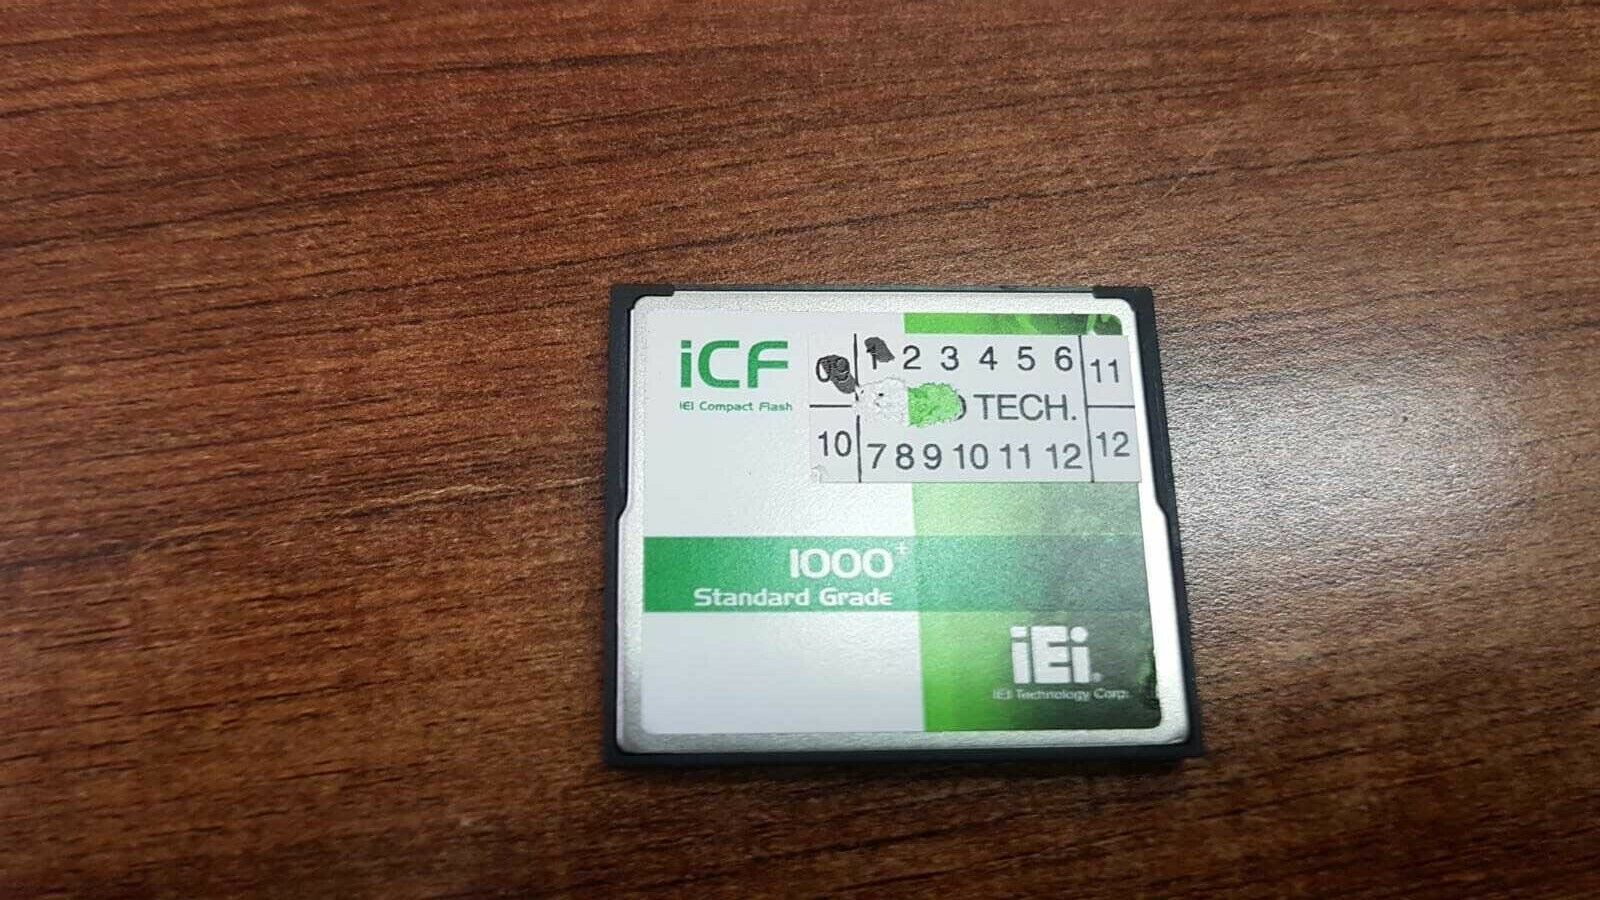 iCF
iEi Compact Flash
09 1 2 3 4 5 6 11
TECH.
10 7 8 9 10 11 12 12
1000+
Standard Grade
iEi
IEI Technology Corp.